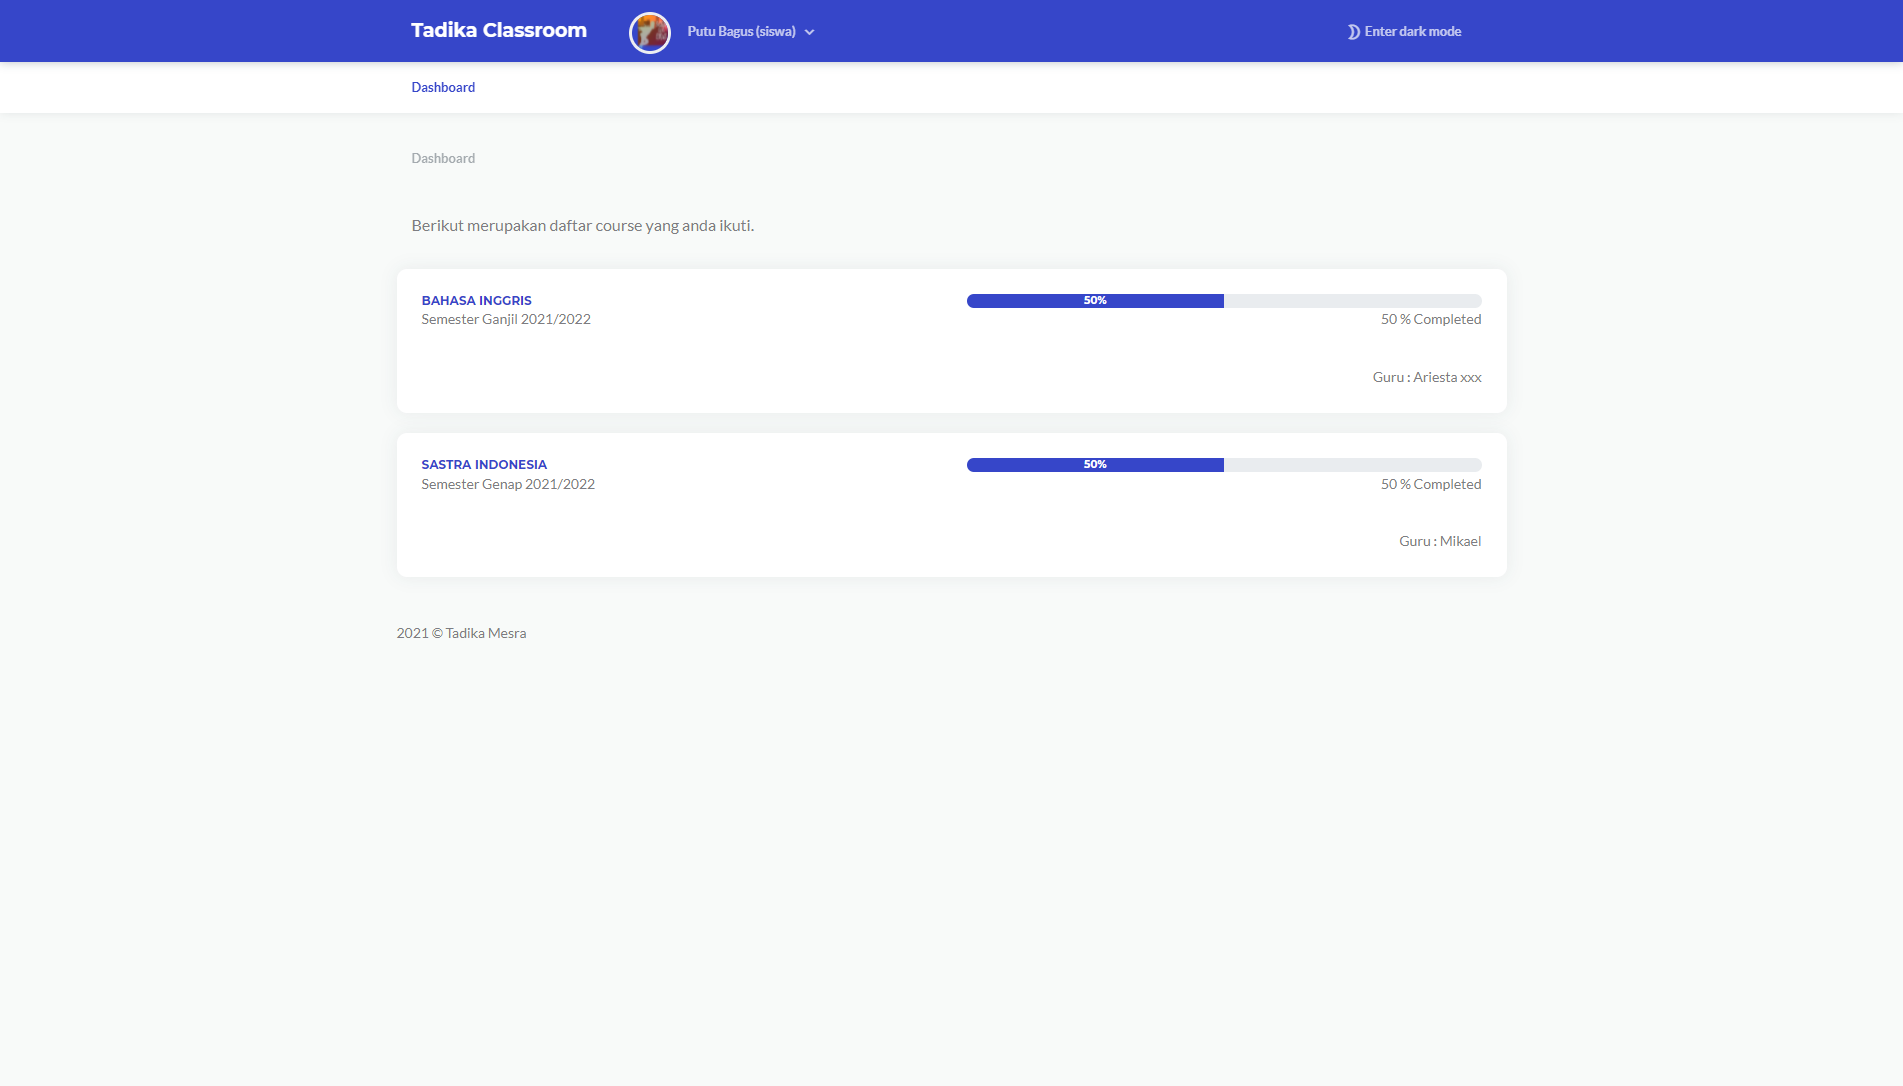 Tadika Classroom
Putu Bagus (siswa)
Enter dark mode
Dashboard
Dashboard
Berikut merupakan daftar course yang anda ikuti.
BAHASA INGGRIS
50%
Semester Ganjil 2021/2022
50 % Completed
Guru : Ariesta xxx
SASTRA INDONESIA
50%
Semester Genap 2021/2022
50 % Completed
Guru : Mikael
2021 © Tadika Mesra